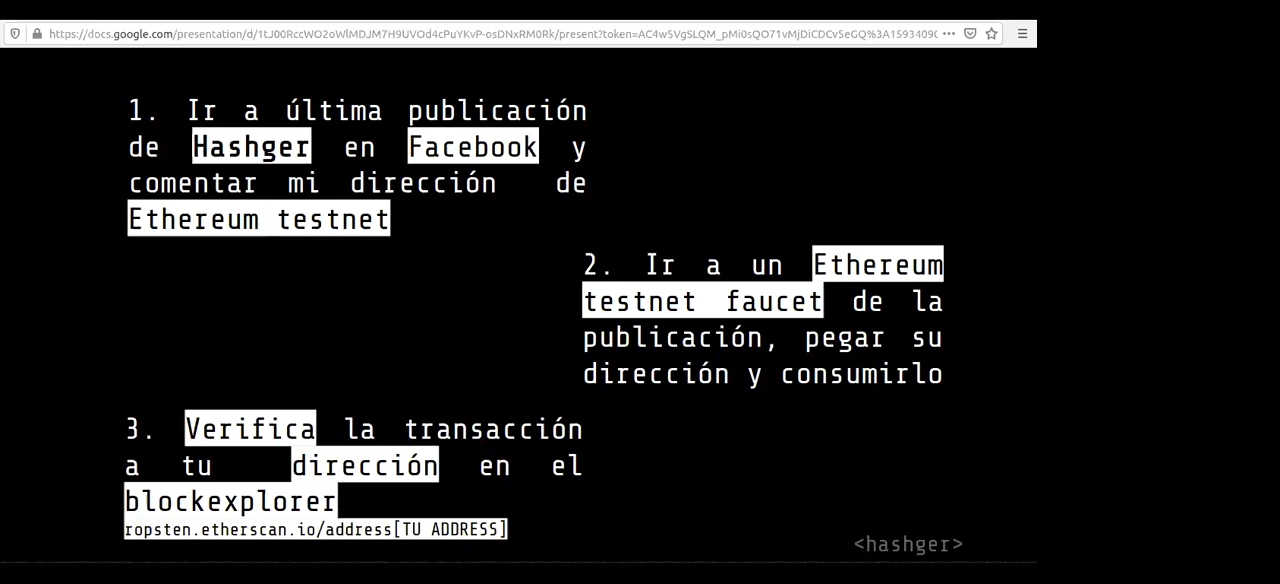 https://docs.google.com/presentation/d/1tJ00RccWO2oWlMDJM7H9UVOd4cPuYKvP-osDNxRM0Rk/present?token=AC4w5VgSLQM_pMi0sQO71vMjDiCDCv5eGQ%3A1593409
1. Ir a última publicación
de Hashger en Facebook y
comentar mi dirección de
Ethereum testnet
2. Ir a un Ethereum
testnet faucet de la
publicación, pegar su
dirección y consumirlo
3. Verifica la transacción
a tu dirección en el
blockexplorer
ropsten.etherscan.io/address[TU ADDRESS]
<hashger>